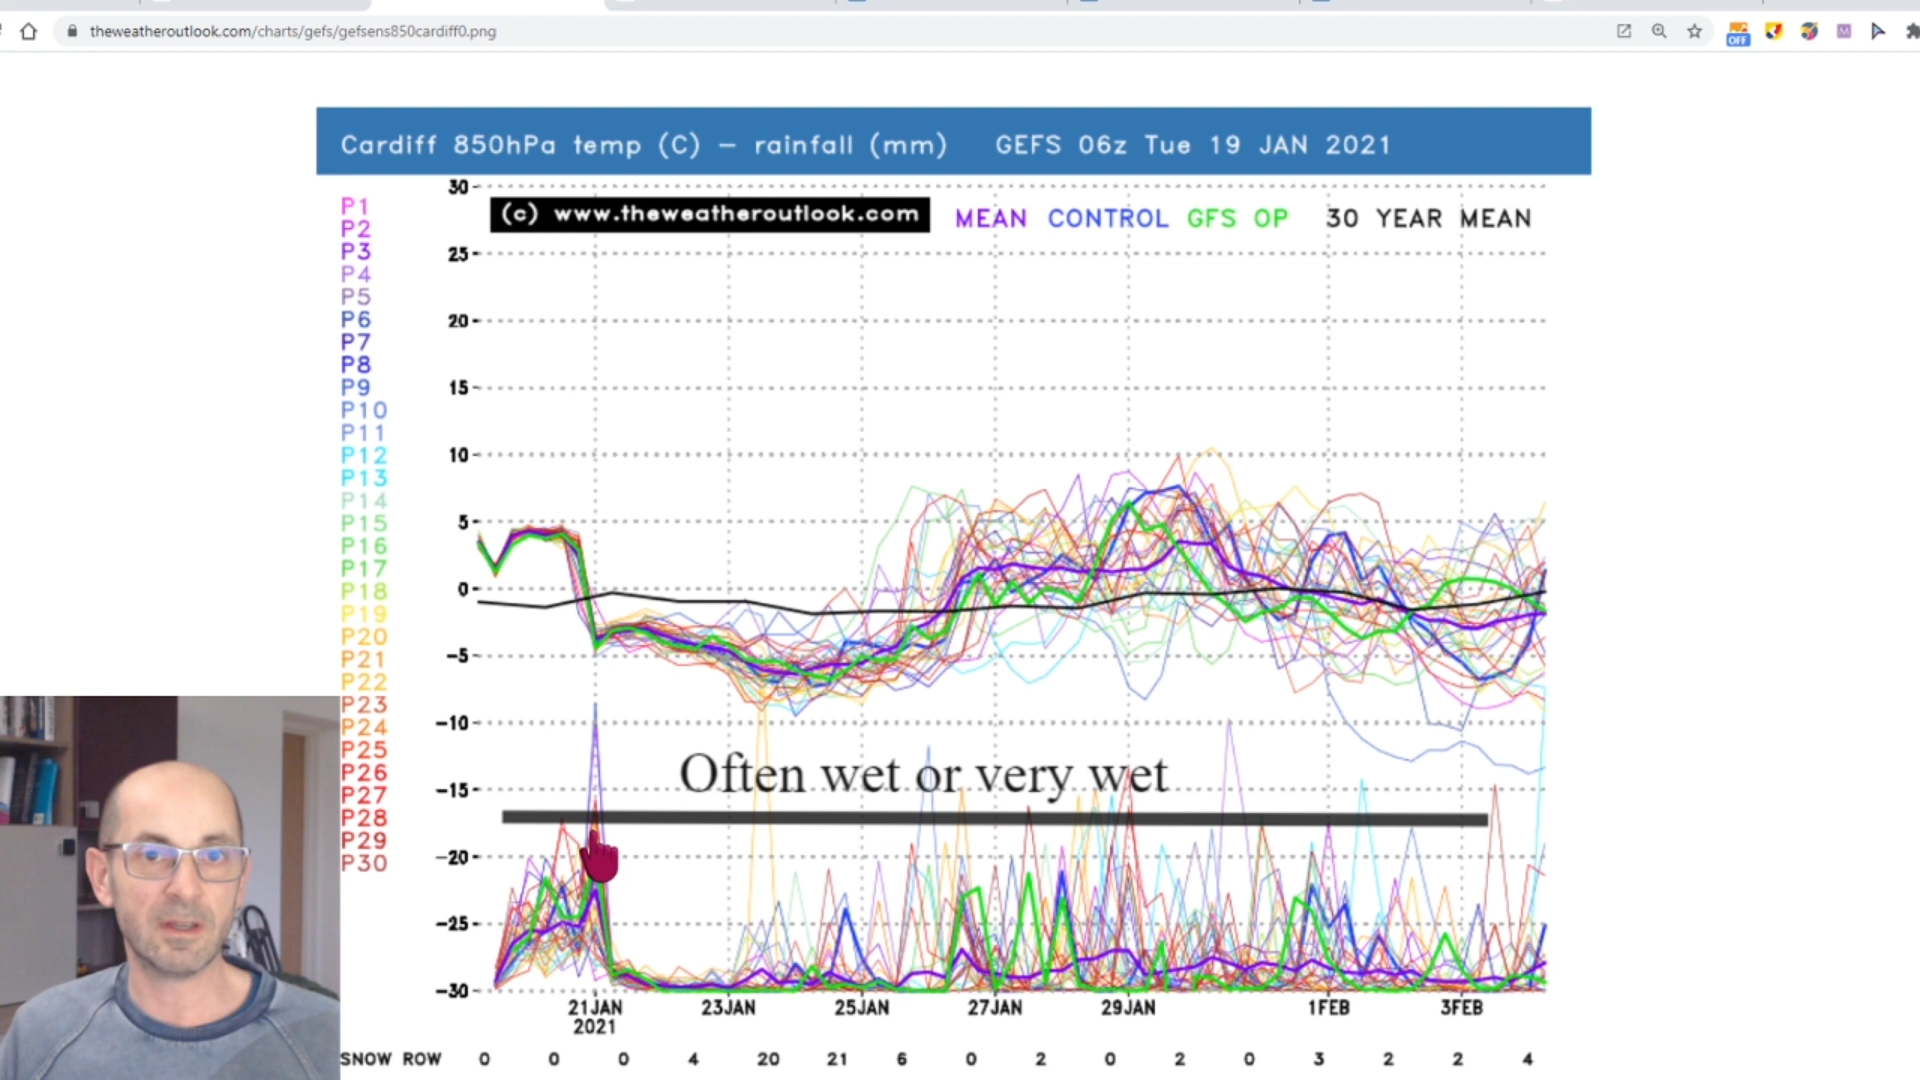 theweatheroutlook.com/charts/gefs/gefsens850cardiff0.png
OFF
Cardiff 850hPa temp (C) – rainfall (mm) GEFS 06z Tue 19 JAN 2021
(c) www.theweatheroutlook.com MEAN CONTROL GFS OP 30 YEAR MEAN
P1
P2
P3
P4
P5
P6
P7
P8
P9
P10
P11
P12
P13
P14
P15
P16
P17
P18
P19
P20
P21
P22
P23
P24
P25
P26
P27
P28
P29
P30
30
25
20
15
10
5
0
-5
-10
-15
-20
-25
-30
Often wet or very wet
21JAN 23JAN 25JAN 27JAN 29JAN 1FEB 3FEB
2021
SNOW ROW 0 0 0 4 20 21 6 0 2 0 2 0 3 2 2 4